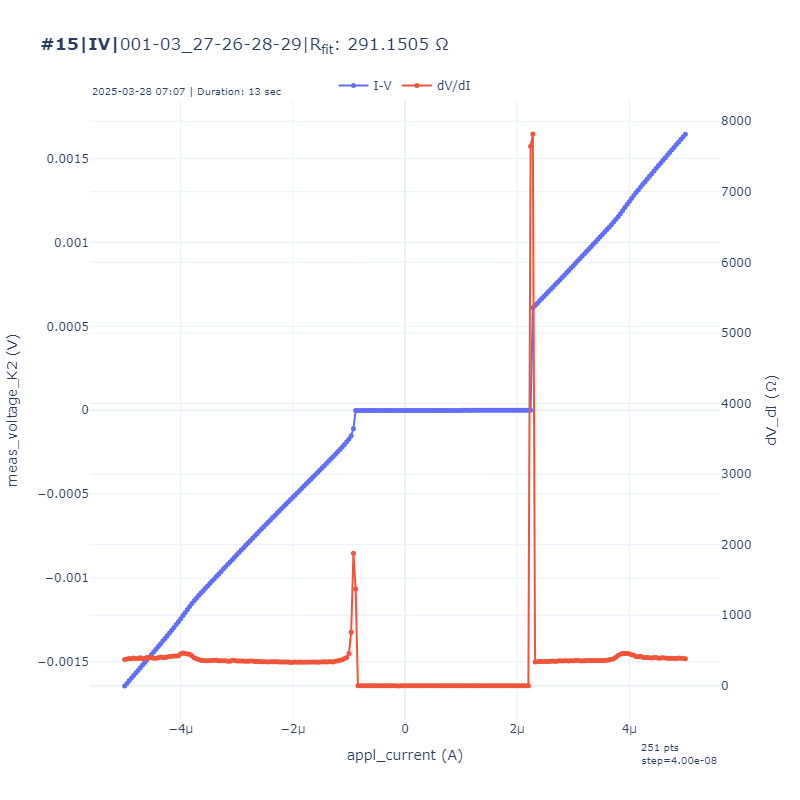 #15|IV|001-03_27-26-28-29|Rfit: 291.1505 Ω
2025-03-28 07:07 | Duration: 13 sec
I-V
dV/dI
0.0015
0.001
0.0005
0
−0.0005
−0.001
−0.0015
meas_voltage_K2 (V)
8000
7000
6000
5000
4000
3000
2000
1000
0
dV_dI (Ω)
−4μ
−2μ
0
2μ
4μ
appl_current (A)
251 pts
step=4.00e-08